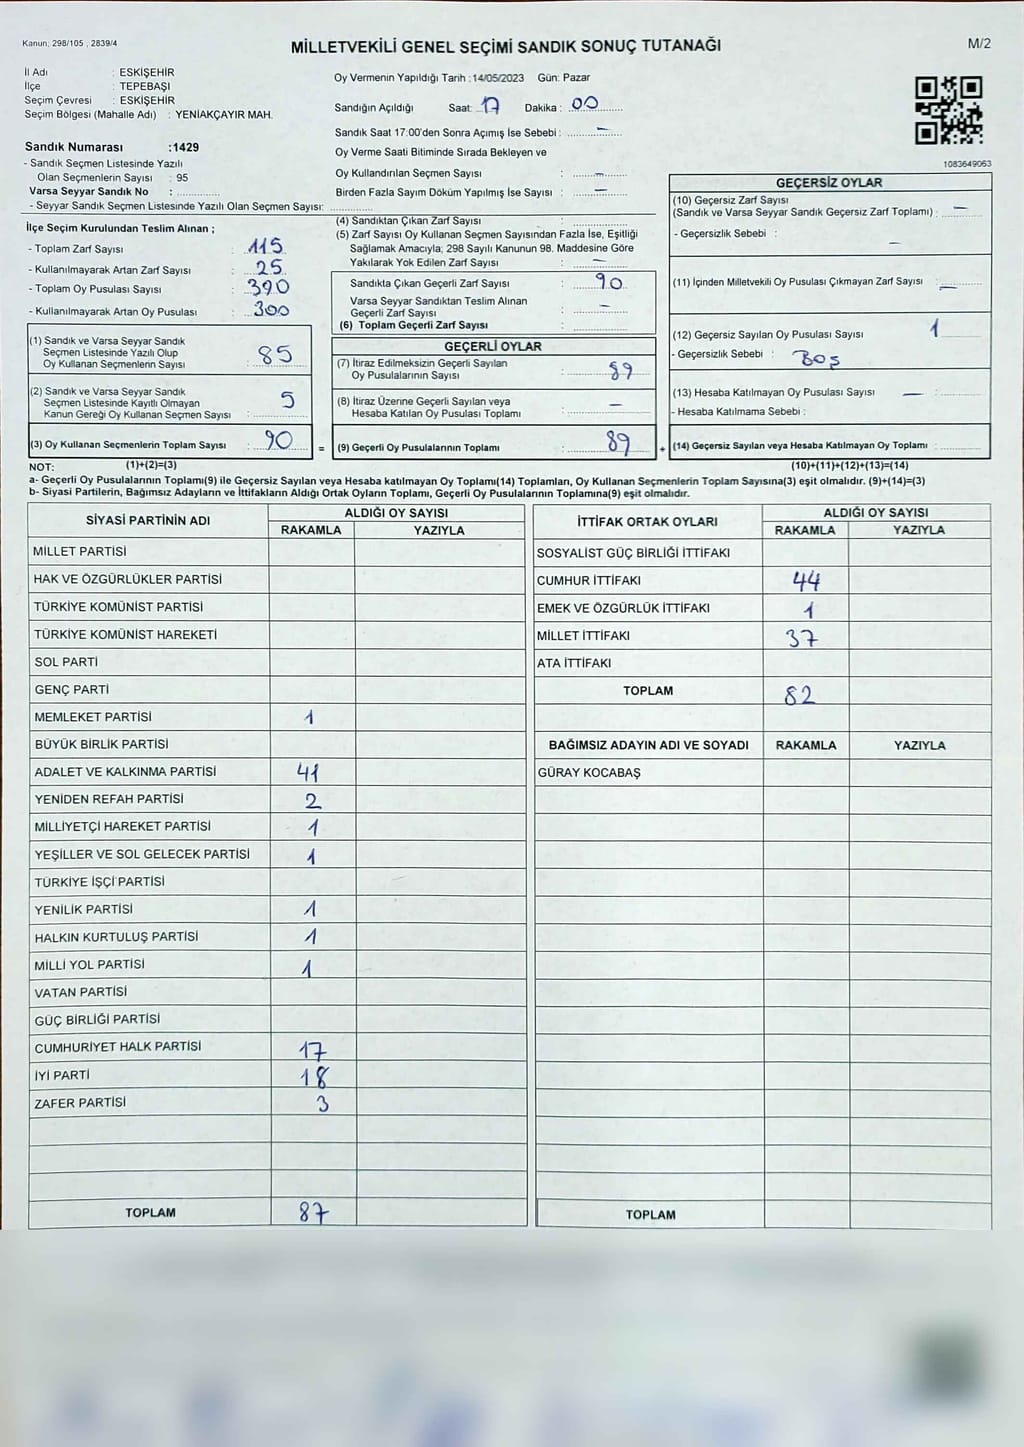 Kanun; 298/105 , 2839/4
MİLLETVEKİLİ GENEL SEÇİMİ SANDIK SONUÇ TUTANAĞI
M/2
İl Adı : ESKİŞEHİR
İlçe : TEPEBAŞI
Seçim Çevresi : ESKİŞEHİR
Seçim Bölgesi (Mahalle Adı) : YENİAKÇAYIR MAH.
Sandık Numarası :1429
- Sandık Seçmen Listesinde Yazılı
Olan Seçmenlerin Sayısı : 95
Varsa Seyyar Sandık No : ..............
- Seyyar Sandık Seçmen Listesinde Yazılı Olan Seçmen Sayısı: ..............
Oy Vermenin Yapıldığı Tarih :14/05/2023 Gün: Pazar
Sandığın Açıldığı Saat: 17 Dakika : 00
Sandık Saat 17:00'den Sonra Açımış İse Sebebi : —
Oy Verme Saati Bitiminde Sırada Bekleyen ve
Oy Kullandırılan Seçmen Sayısı : —
Birden Fazla Sayım Döküm Yapılmış İse Sayısı : —
1083649063
İlçe Seçim Kurulundan Teslim Alınan ;
- Toplam Zarf Sayısı : 115
- Kullanılmayarak Artan Zarf Sayısı : 25
- Toplam Oy Pusulası Sayısı : 390
- Kullanılmayarak Artan Oy Pusulası : 300
(4) Sandıktan Çıkan Zarf Sayısı :
(5) Zarf Sayısı Oy Kullanan Seçmen Sayısından Fazla İse, Eşitliği
Sağlamak Amacıyla; 298 Sayılı Kanunun 98. Maddesine Göre
Yakılarak Yok Edilen Zarf Sayısı : —
Sandıkta Çıkan Geçerli Zarf Sayısı : 90
Varsa Seyyar Sandıktan Teslim Alınan
Geçerli Zarf Sayısı : —
(6) Toplam Geçerli Zarf Sayısı :
GEÇERSİZ OYLAR
(10) Geçersiz Zarf Sayısı
(Sandık ve Varsa Seyyar Sandık Geçersiz Zarf Toplamı) : —
- Geçersizlik Sebebi : —
(11) İçinden Milletvekili Oy Pusulası Çıkmayan Zarf Sayısı : —
(12) Geçersiz Sayılan Oy Pusulası Sayısı 1
- Geçersizlik Sebebi : Boş
(13) Hesaba Katılmayan Oy Pusulası Sayısı : —
- Hesaba Katılmama Sebebi :
(14) Geçersiz Sayılan veya Hesaba Katılmayan Oy Toplamı :
(1) Sandık ve Varsa Seyyar Sandık
Seçmen Listesinde Yazılı Olup
Oy Kullanan Seçmenlerin Sayısı : 85
(2) Sandık ve Varsa Seyyar Sandık
Seçmen Listesinde Kayıtlı Olmayan
Kanun Gereği Oy Kullanan Seçmen Sayısı : 5
(3) Oy Kullanan Seçmenlerin Toplam Sayısı : 90 =
GEÇERLİ OYLAR
(7) İtiraz Edilmeksizin Geçerli Sayılan
Oy Pusulalarının Sayısı : 89
(8) İtiraz Üzerine Geçerli Sayılan veya
Hesaba Katılan Oy Pusulası Toplamı : —
(9) Geçerli Oy Pusulalarının Toplamı : 89 +
NOT: (1)+(2)=(3) (10)+(11)+(12)+(13)=(14)
a- Geçerli Oy Pusulalarının Toplamı(9) ile Geçersiz Sayılan veya Hesaba katılmayan Oy Toplamı(14) Toplamları, Oy Kullanan Seçmenlerin Toplam Sayısına(3) eşit olmalıdır. (9)+(14)=(3)
b- Siyasi Partilerin, Bağımsız Adayların ve İttifakların Aldığı Ortak Oyların Toplamı, Geçerli Oy Pusulalarının Toplamına(9) eşit olmalıdır.
SİYASİ PARTİNİN ADI ALDIĞI OY SAYISI
RAKAMLA YAZIYLA
MİLLET PARTİSİ
HAK VE ÖZGÜRLÜKLER PARTİSİ
TÜRKİYE KOMÜNİST PARTİSİ
TÜRKİYE KOMÜNİST HAREKETİ
SOL PARTİ
GENÇ PARTİ
MEMLEKET PARTİSİ 1
BÜYÜK BİRLİK PARTİSİ
ADALET VE KALKINMA PARTİSİ 41
YENİDEN REFAH PARTİSİ 2
MİLLİYETÇİ HAREKET PARTİSİ 1
YEŞİLLER VE SOL GELECEK PARTİSİ 1
TÜRKİYE İŞÇİ PARTİSİ
YENİLİK PARTİSİ 1
HALKIN KURTULUŞ PARTİSİ 1
MİLLİ YOL PARTİSİ 1
VATAN PARTİSİ
GÜÇ BİRLİĞİ PARTİSİ
CUMHURİYET HALK PARTİSİ 17
İYİ PARTİ 18
ZAFER PARTİSİ 3
TOPLAM 87
İTTİFAK ORTAK OYLARI ALDIĞI OY SAYISI
RAKAMLA YAZIYLA
SOSYALİST GÜÇ BİRLİĞİ İTTİFAKI
CUMHUR İTTİFAKI 44
EMEK VE ÖZGÜRLÜK İTTİFAKI 1
MİLLET İTTİFAKI 37
ATA İTTİFAKI
TOPLAM 82
BAĞIMSIZ ADAYIN ADI VE SOYADI RAKAMLA YAZIYLA
GÜRAY KOCABAŞ
TOPLAM